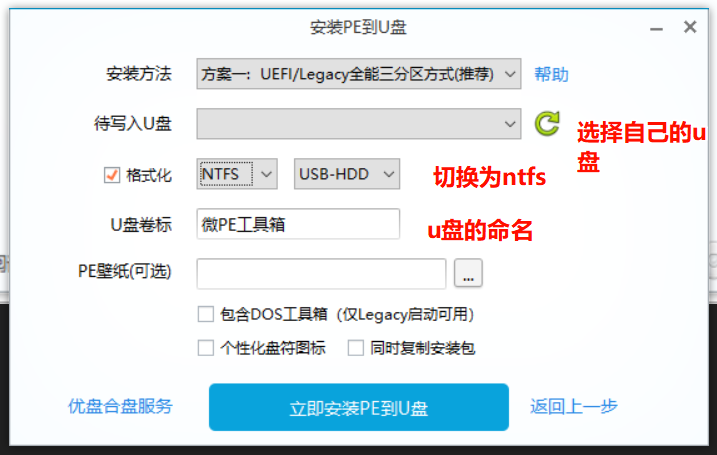 安装PE到U盘
安装方法 方案一：UEFI/Legacy全能三分区方式(推荐) 帮助
待写入U盘
选择自己的u
盘
格式化 NTFS USB-HDD 切换为ntfs
U盘卷标 微PE工具箱 u盘的命名
PE壁纸(可选) ...
包含DOS工具箱（仅Legacy启动可用）
个性化盘符图标 同时复制安装包
优盘合盘服务 立即安装PE到U盘 返回上一步